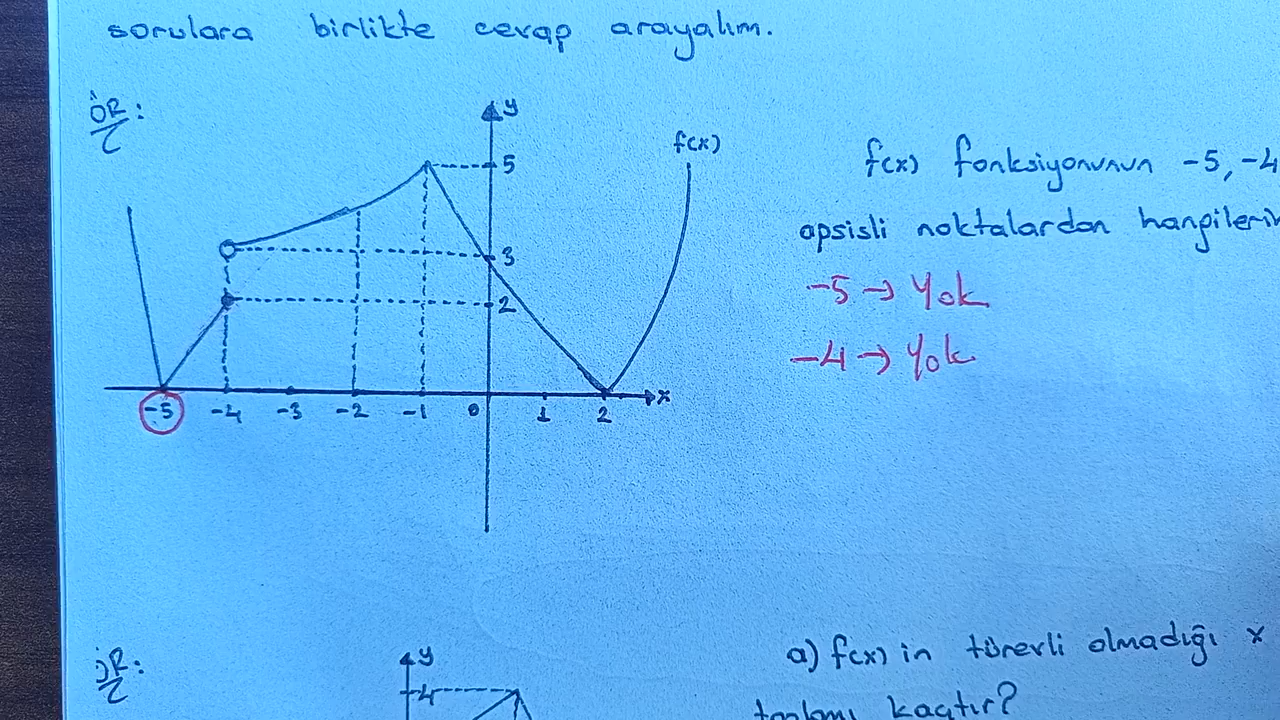 sorulara birlikte cevap arayalım.
ÖR:
y
5
3
2
f(x)
-5 -4 -3 -2 -1 0 1 2 x
f(x) fonksiyonunun -5, -4
apsisli noktalardan
-5 → Yok
-4 → Yok
ÖR:
y
4
a) f(x) in türevli olmadığı x
toplamı kaçtır?